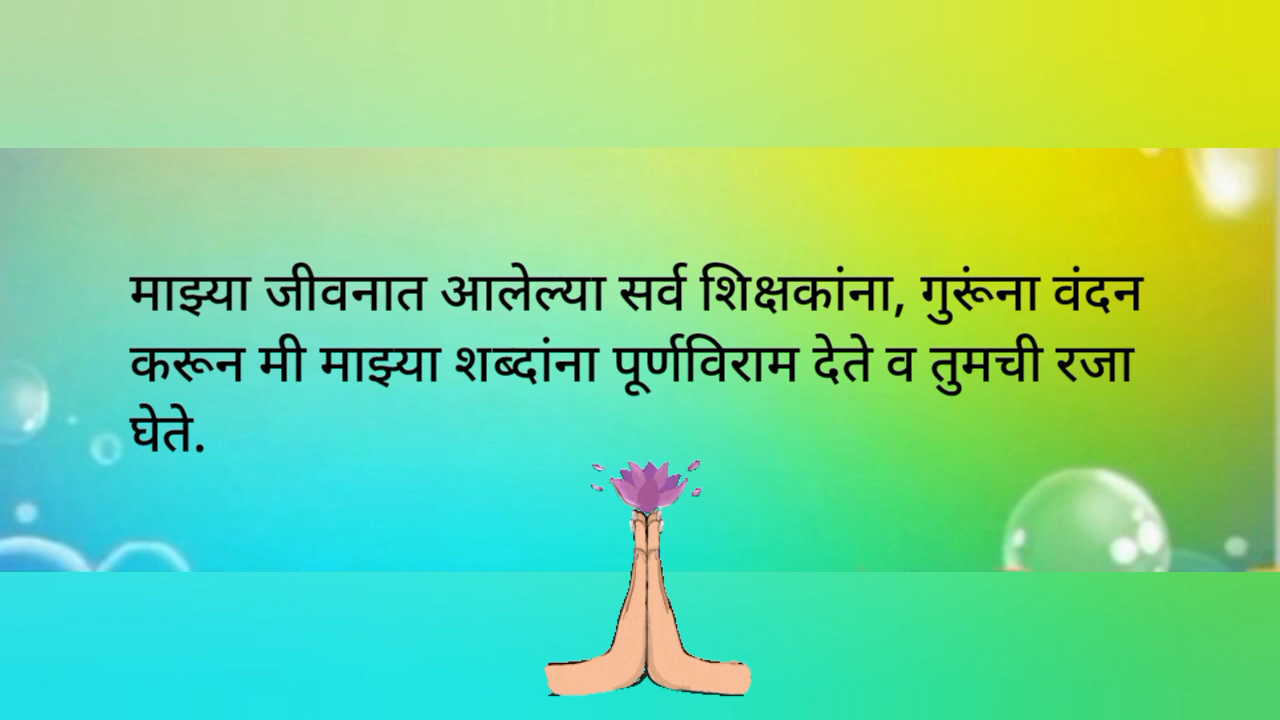 माझ्या जीवनात आलेल्या सर्व शिक्षकांना, गुरूंना वंदन
करून मी माझ्या शब्दांना पूर्णविराम देते व तुमची रजा
घेते.